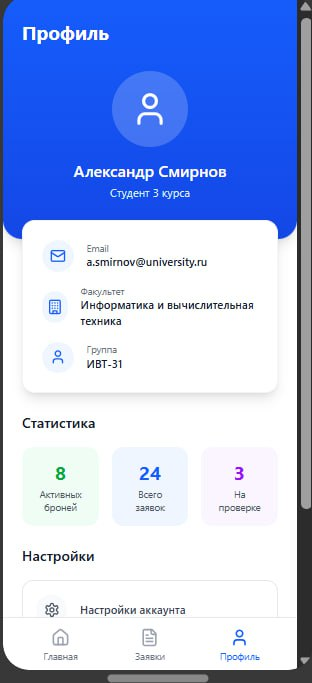 Профиль
Александр Смирнов
Студент 3 курса
Email
a.smirnov@university.ru
Факультет
Информатика и вычислительная
техника
Группа
ИВТ-31
Статистика
8
Активных
броней
24
Всего
заявок
3
На
проверке
Настройки
Настройки аккаунта
Главная
Заявки
Профиль